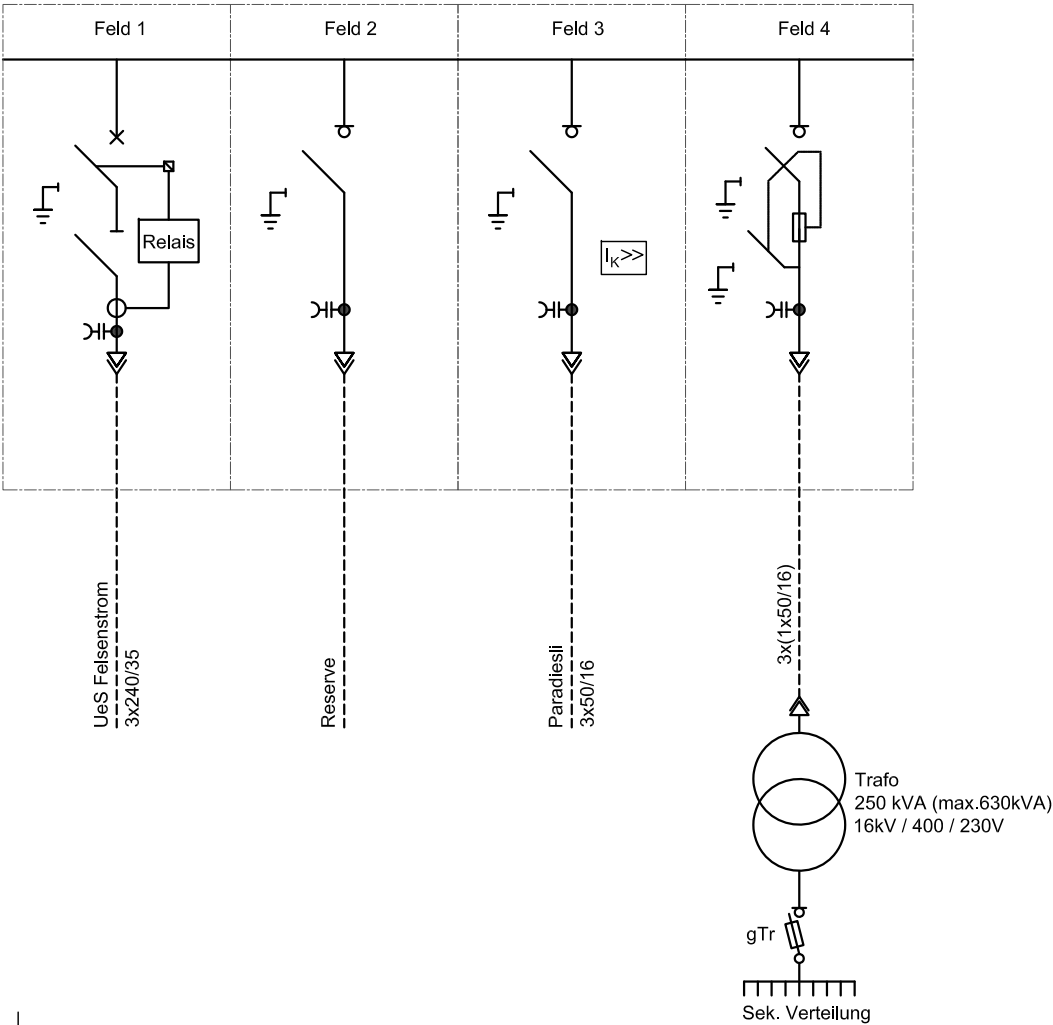 Feld 1
Feld 2
Feld 3
Feld 4
Relais
IK>>
UeS Felsenstrom
3x240/35
Reserve
Paradiesli
3x50/16
3x(1x50/16)
Trafo
250 kVA (max.630kVA)
16kV / 400 / 230V
gTr
Sek. Verteilung